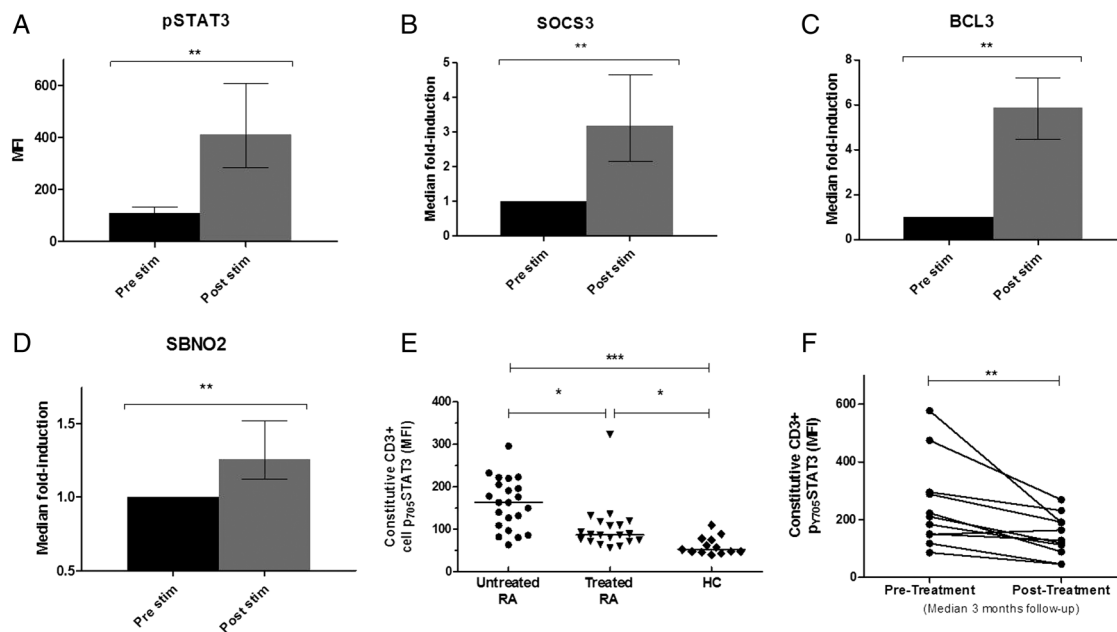 A
pSTAT3
**
600
400
200
0
MFI
Pre stim
Post stim
B
SOCS3
**
5
4
3
2
1
0
Median fold-induction
Pre stim
Post stim
C
BCL3
**
8
6
4
2
0
Median fold-induction
Pre stim
Post stim
D
SBNO2
**
1.5
1.0
0.5
Median fold-induction
Pre stim
Post stim
E
***
*
*
400
300
200
150
100
50
0
Constitutive CD3+
cell p705STAT3 (MFI)
Untreated
RA
Treated
RA
HC
F
**
600
400
200
0
Constitutive CD3+
pY705STAT3 (MFI)
Pre-Treatment
Post-Treatment
(Median 3 months follow-up)